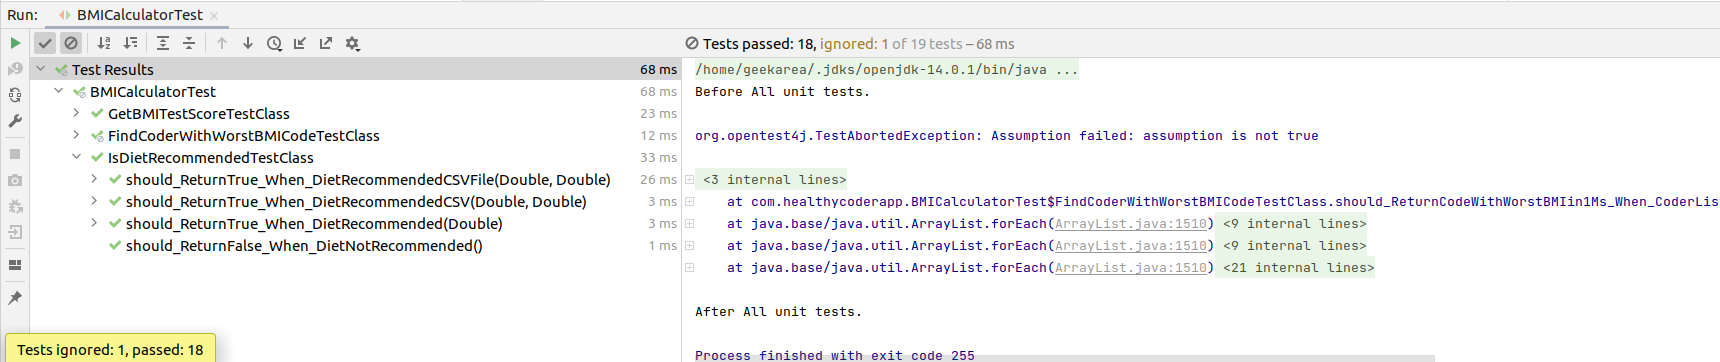 Run: BMICalculatorTest
Tests passed: 18, ignored: 1 of 19 tests – 68 ms
Test Results 68 ms
BMICalculatorTest 68 ms
GetBMITestScoreTestClass 23 ms
FindCoderWithWorstBMICodeTestClass 12 ms
IsDietRecommendedTestClass 33 ms
should_ReturnTrue_When_DietRecommendedCSVFile(Double, Double) 26 ms
should_ReturnTrue_When_DietRecommendedCSV(Double, Double) 3 ms
should_ReturnTrue_When_DietRecommended(Double) 3 ms
should_ReturnFalse_When_DietNotRecommended() 1 ms
Tests ignored: 1, passed: 18
/home/geekarea/.jdks/openjdk-14.0.1/bin/java ...
Before All unit tests.
org.opentest4j.TestAbortedException: Assumption failed: assumption is not true
<3 internal lines>
at com.healthycoderapp.BMICalculatorTest$FindCoderWithWorstBMICodeTestClass.should_ReturnCodeWithWorstBMIin1Ms_When_CoderLis
at java.base/java.util.ArrayList.forEach(ArrayList.java:1510) <9 internal lines>
at java.base/java.util.ArrayList.forEach(ArrayList.java:1510) <9 internal lines>
at java.base/java.util.ArrayList.forEach(ArrayList.java:1510) <21 internal lines>
After All unit tests.
Process finished with exit code 255